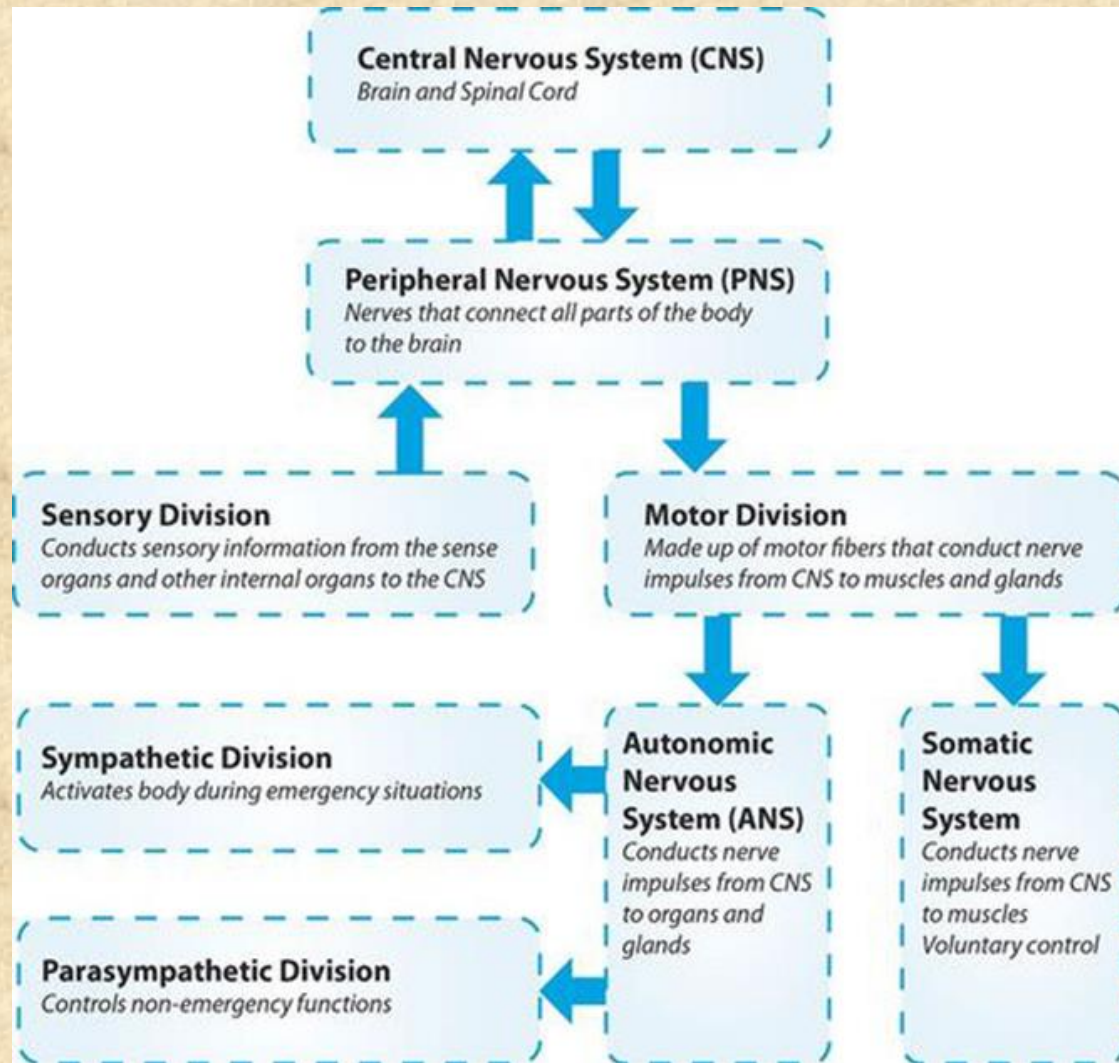 Central Nervous System (CNS)
Brain and Spinal Cord
Peripheral Nervous System (PNS)
Nerves that connect all parts of the body
to the brain
Sensory Division
Conducts sensory information from the sense
organs and other internal organs to the CNS
Motor Division
Made up of motor fibers that conduct nerve
impulses from CNS to muscles and glands
Sympathetic Division
Activates body during emergency situations
Parasympathetic Division
Controls non-emergency functions
Autonomic
Nervous
System (ANS)
Conducts nerve
impulses from CNS
to organs and
glands
Somatic
Nervous
System
Conducts nerve
impulses from CNS
to muscles
Voluntary control